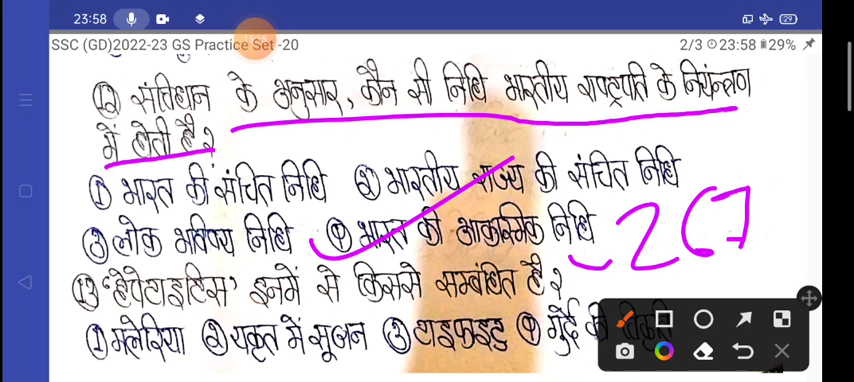 23:58 29
SSC (GD)2022-23 GS Practice Set -20 2/3 23:58 29%
⑫ संविधान के अनुसार, कौन सी निधि भारतीय राष्ट्रपति के नियंन्त्रण
में होती है ?
① भारत की संचित निधि ② भारतीय राज्य की संचित निधि
③ लोक भविष्य निधि ④ भारत की आकस्मिक निधि 267
⑬ 'हेपेटाइटिस' इनमें से किससे सम्बंधित है ?
① मलेरिया ② यकृत में सूजन ③ टाइफाइड ④ गुर्दे की